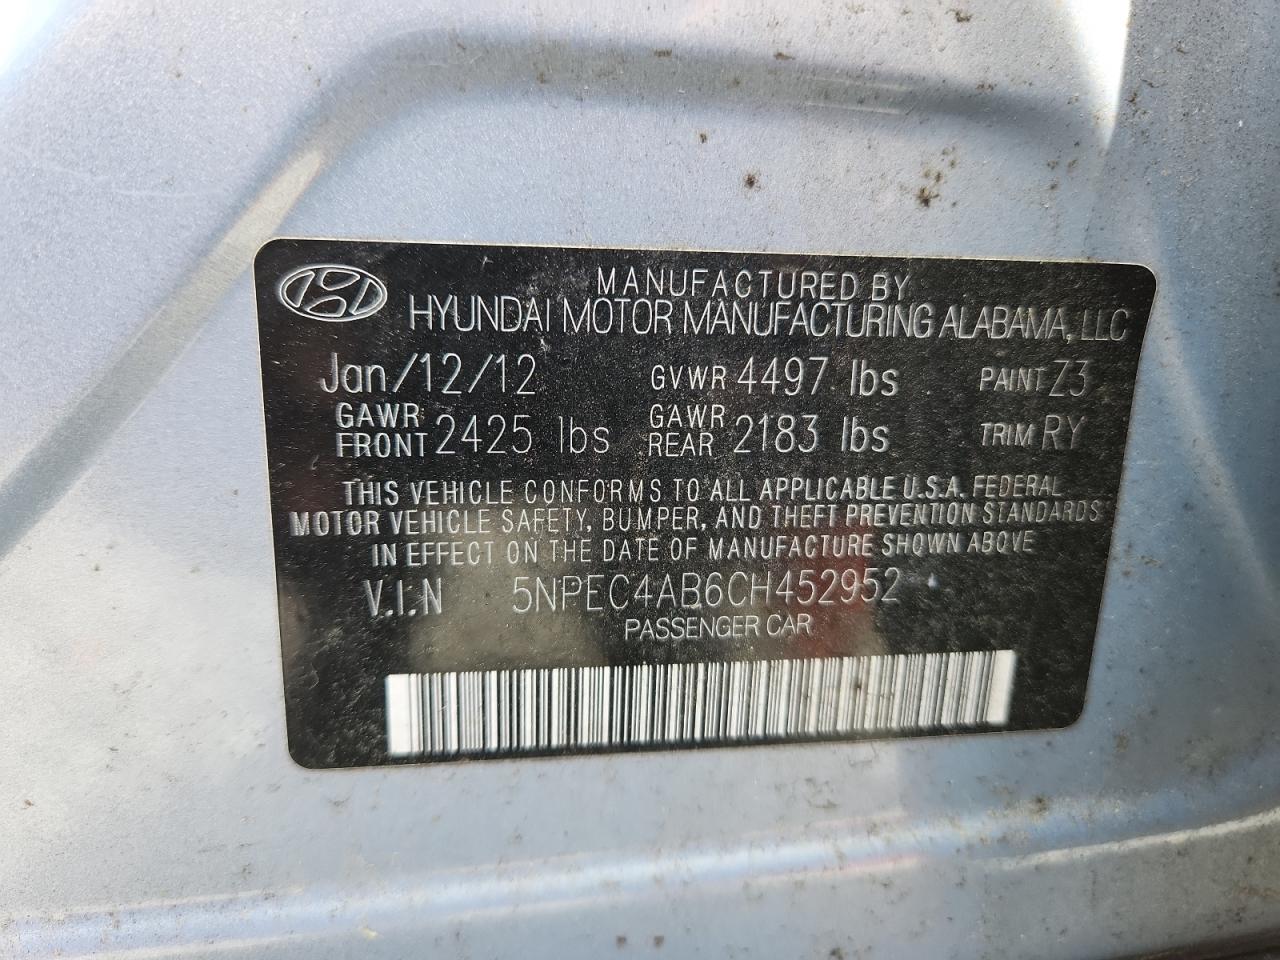 MANUFACTURED BY
HYUNDAI MOTOR MANUFACTURING ALABAMA, LLC
Jan/12/12 GVWR 4497 lbs PAINT Z3
GAWR FRONT 2425 lbs GAWR REAR 2183 lbs TRIM RY
THIS VEHICLE CONFORMS TO ALL APPLICABLE U.S.A. FEDERAL
MOTOR VEHICLE SAFETY, BUMPER, AND THEFT PREVENTION STANDARDS
IN EFFECT ON THE DATE OF MANUFACTURE SHOWN ABOVE
V.I.N 5NPEC4AB6CH452952
PASSENGER CAR